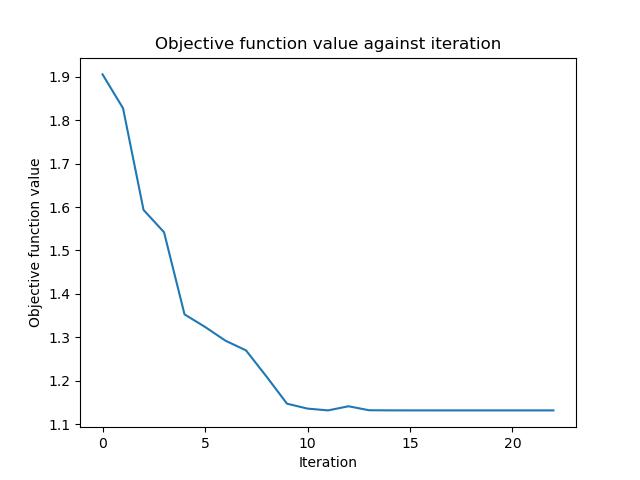 Objective function value against iteration
1.9
1.8
1.7
1.6
1.5
1.4
1.3
1.2
1.1
Objective function value
0 5 10 15 20
Iteration